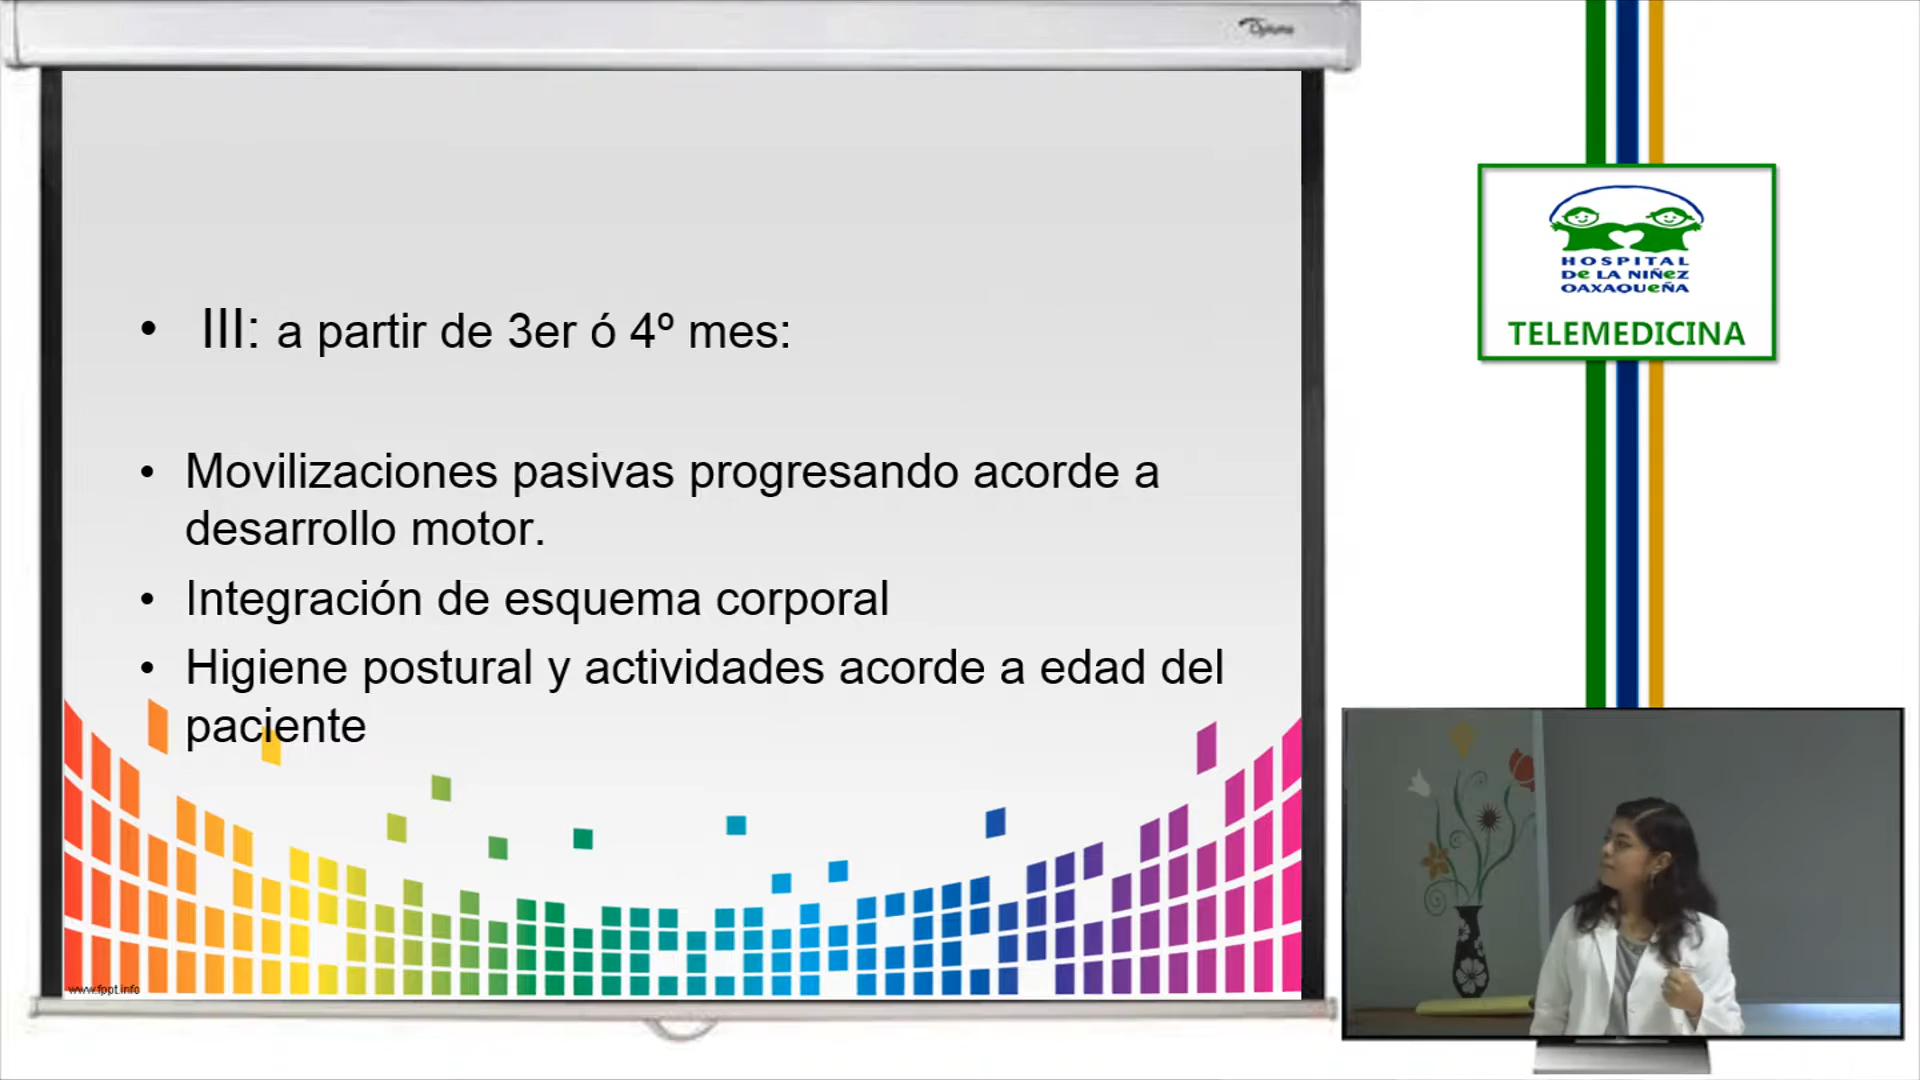 Optoma
• III: a partir de 3er ó 4º mes:
• Movilizaciones pasivas progresando acorde a
desarrollo motor.
• Integración de esquema corporal
• Higiene postural y actividades acorde a edad del
paciente
www.fppt.info
HOSPITAL
De LA NIÑeZ
OAXAQUeÑA
TELEMEDICINA